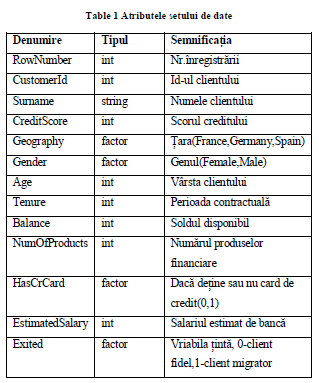 Table 1 Atributele setului de date
Denumire Tipul Semnificația
RowNumber int Nr.înregistrării
CustomerId int Id-ul clientului
Surname string Numele clientului
CreditScore int Scorul creditului
Geography factor Țara(France,Germany,Spain)
Gender factor Genul(Female,Male)
Age int Vârsta clientului
Tenure int Perioada contractuală
Balance int Soldul disponibil
NumOfProducts int Numărul produselor
financiare
HasCrCard factor Dacă deține sau nu card de
credit(0,1)
EstimatedSalary int Salariul estimat de bancă
Exited factor Vriabila țintă, 0-client
fidel,1-client migrator